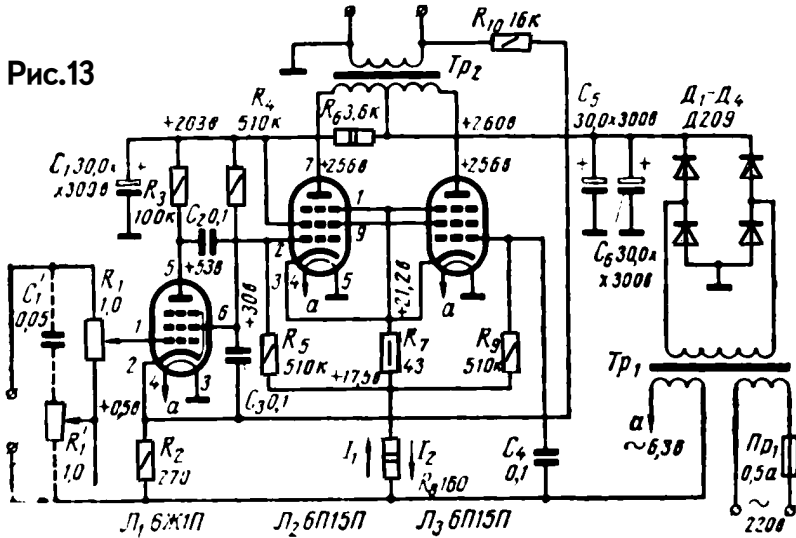 Рис.13
R10 16к
Тр2
R4
510к
R6 3,6к
C5
30,0х300в
Д1-Д4
Д209
+203в
+260в
C1 30,0х
х300в
+
R3
100к
C2 0,1
7
+256в
+256в
+
+
C6 30,0х
х300в
1
9
2
3
4
а
5
а
+21,2в
5
+53в
+30в
C1'
0,05
R1
1,0
1
6
2
4
а
3
R5
510к
R7
43
R9
510к
Тр1
C3 0,1
+17,5в
+0,5в
R1'
1,0
R2
270
I1
I2
R8 160
C4
0,1
а
~6,3в
Пр1
0,5а
~
220в
Л1 6Ж1П
Л2 6П15П
Л3 6П15П